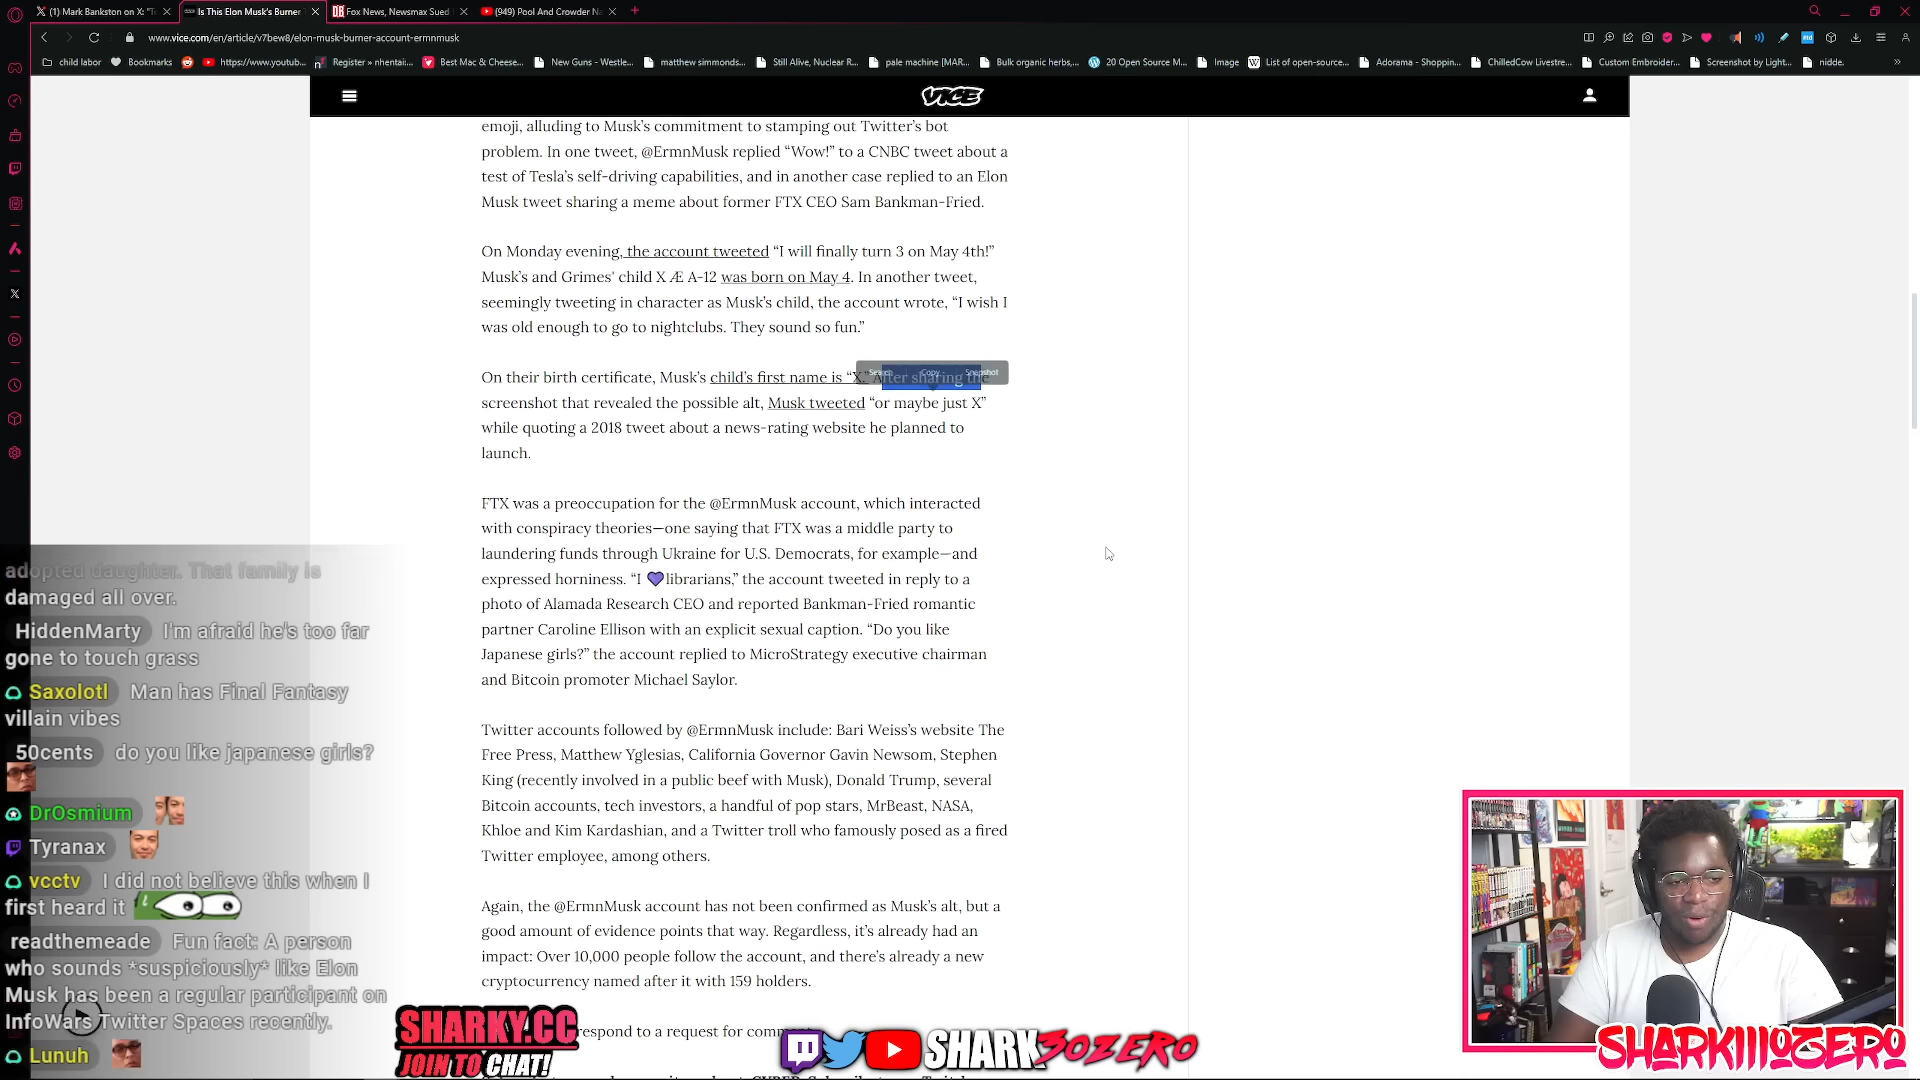 (1) Mark Bankston on X: "T
Is This Elon Musk's Burner
Fox News, Newsmax Sued
(949) Pool And Crowder N
www.vice.com/en/article/v7bew8/elon-musk-burner-account-ermnmusk
child labor
Bookmarks
https://www.youtub...
Register » nhentai:...
Best Mac & Cheese...
New Guns - Westle...
matthew simmonds...
Still Alive, Nuclear R...
pale machine [MAR...
Bulk organic herbs,...
20 Open Source M...
Image
List of open-source...
Adorama - Shoppin...
ChilledCow Livestre...
Custom Embroider...
Screenshot by Light...
nidde.
VICE
emoji, alluding to Musk's commitment to stamping out Twitter's bot
problem. In one tweet, @ErmnMusk replied “Wow!” to a CNBC tweet about a
test of Tesla's self-driving capabilities, and in another case replied to an Elon
Musk tweet sharing a meme about former FTX CEO Sam Bankman-Fried.
On Monday evening, the account tweeted “I will finally turn 3 on May 4th!”
Musk's and Grimes' child X Æ A-12 was born on May 4. In another tweet,
seemingly tweeting in character as Musk's child, the account wrote, “I wish I
was old enough to go to nightclubs. They sound so fun.”
Search Copy Snapshot
On their birth certificate, Musk's child's first name is “X.” After sharing the
screenshot that revealed the possible alt, Musk tweeted “or maybe just X”
while quoting a 2018 tweet about a news-rating website he planned to
launch.
FTX was a preoccupation for the @ErmnMusk account, which interacted
with conspiracy theories—one saying that FTX was a middle party to
laundering funds through Ukraine for U.S. Democrats, for example—and
expressed horniness. “I 💜 librarians,” the account tweeted in reply to a
photo of Alamada Research CEO and reported Bankman-Fried romantic
partner Caroline Ellison with an explicit sexual caption. “Do you like
Japanese girls?” the account replied to MicroStrategy executive chairman
and Bitcoin promoter Michael Saylor.
Twitter accounts followed by @ErmnMusk include: Bari Weiss's website The
Free Press, Matthew Yglesias, California Governor Gavin Newsom, Stephen
King (recently involved in a public beef with Musk), Donald Trump, several
Bitcoin accounts, tech investors, a handful of pop stars, MrBeast, NASA,
Khloe and Kim Kardashian, and a Twitter troll who famously posed as a fired
Twitter employee, among others.
Again, the @ErmnMusk account has not been confirmed as Musk's alt, but a
good amount of evidence points that way. Regardless, it's already had an
impact: Over 10,000 people follow the account, and there's already a new
cryptocurrency named after it with 159 holders.
respond to a request for comment
adopted daughter. That family is
damaged all over.
HiddenMarty I'm afraid he's too far
gone to touch grass
Saxolotl Man has Final Fantasy
villain vibes
50cents do you like japanese girls?
DrOsmium
Tyranax
vcctv I did not believe this when I
first heard it
readthemeade Fun fact: A person
who sounds *suspiciously* like Elon
Musk has been a regular participant on
InfoWars Twitter Spaces recently.
Lunuh
SHARKY.CC
JOIN TO CHAT!
SHARK3OZERO
SHARKIIIOZERO